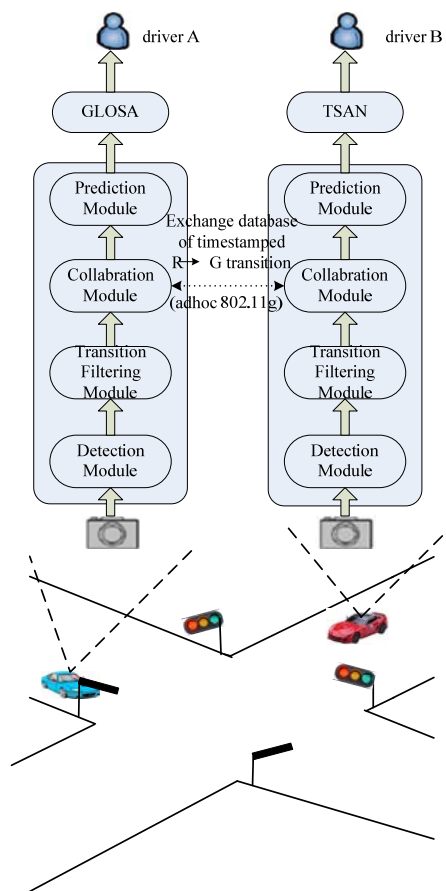 driver A
driver B
GLOSA
TSAN
Prediction
Module
Prediction
Module
Exchange database
of timestamped
R → G transition
(adhoc 802.11g)
Collabration
Module
Collabration
Module
Transition
Filtering
Module
Transition
Filtering
Module
Detection
Module
Detection
Module